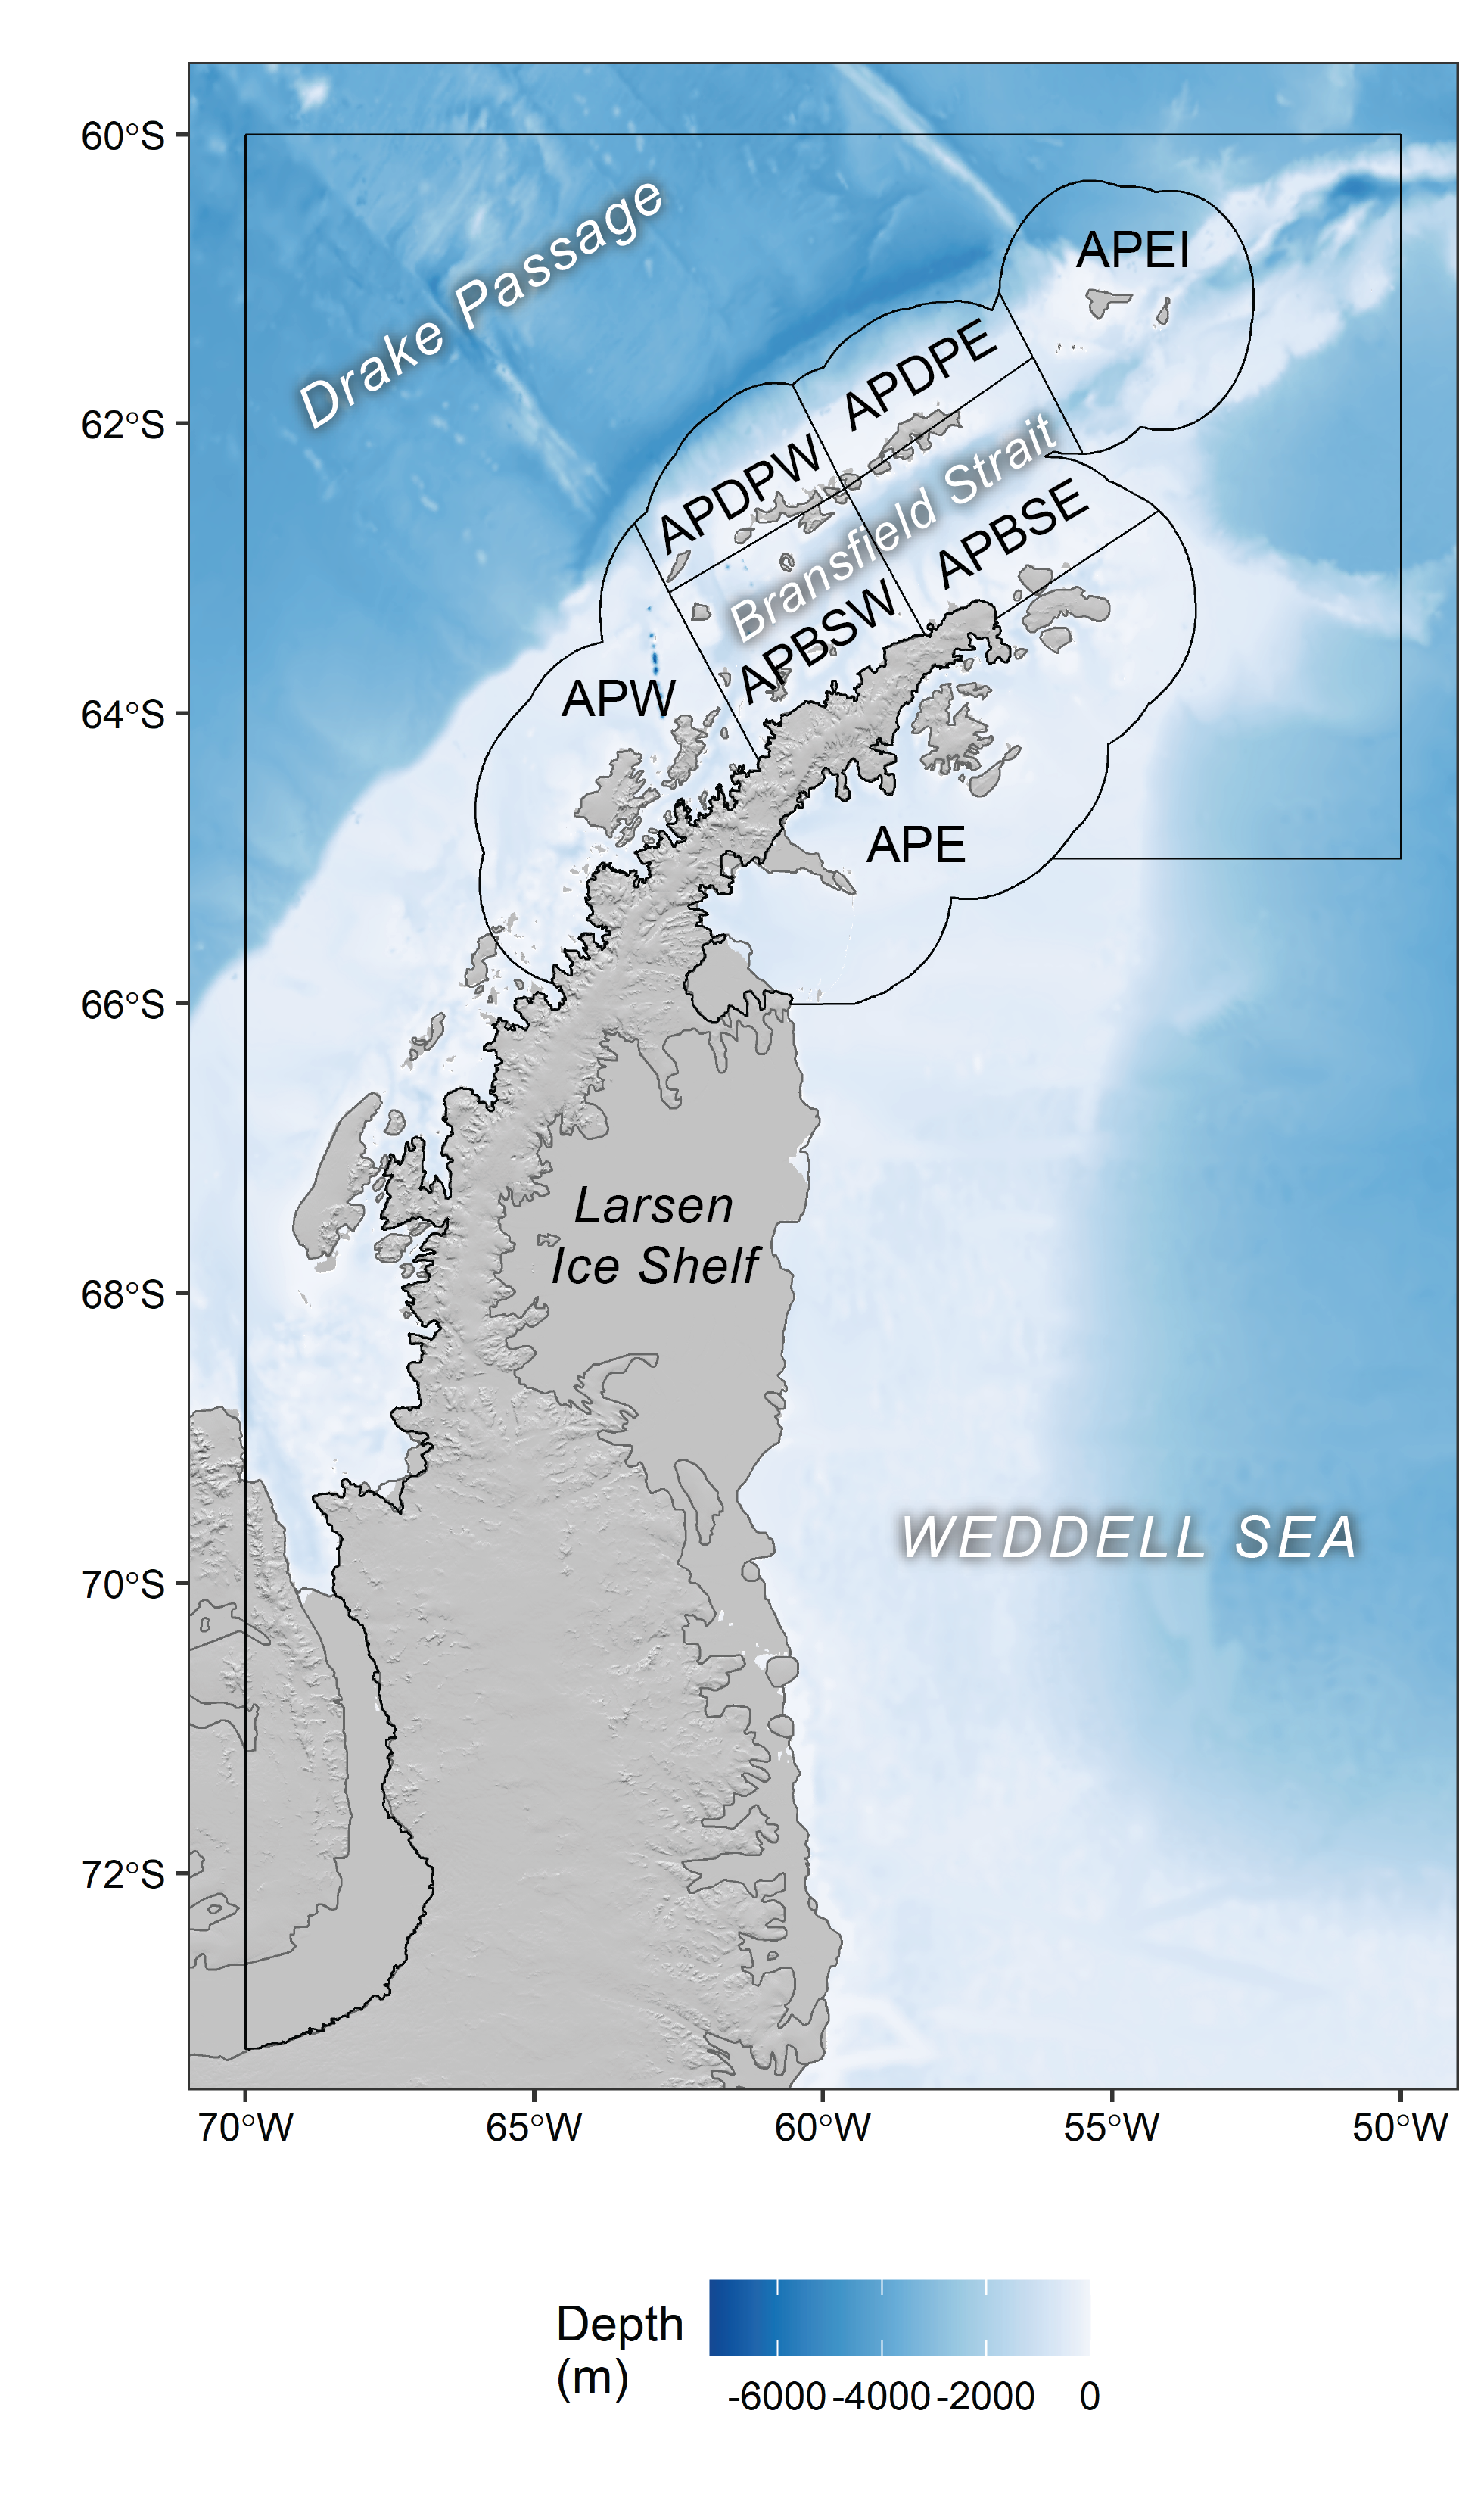 60°S
62°S
64°S
66°S
68°S
70°S
72°S
Drake Passage
APEI
APDPE
APDPW
Bransfield Strait
APBSE
APBSW
APW
APE
Larsen
Ice Shelf
WEDDELL SEA
70°W
65°W
60°W
55°W
50°W
Depth
(m)
-6000
-4000
-2000
0